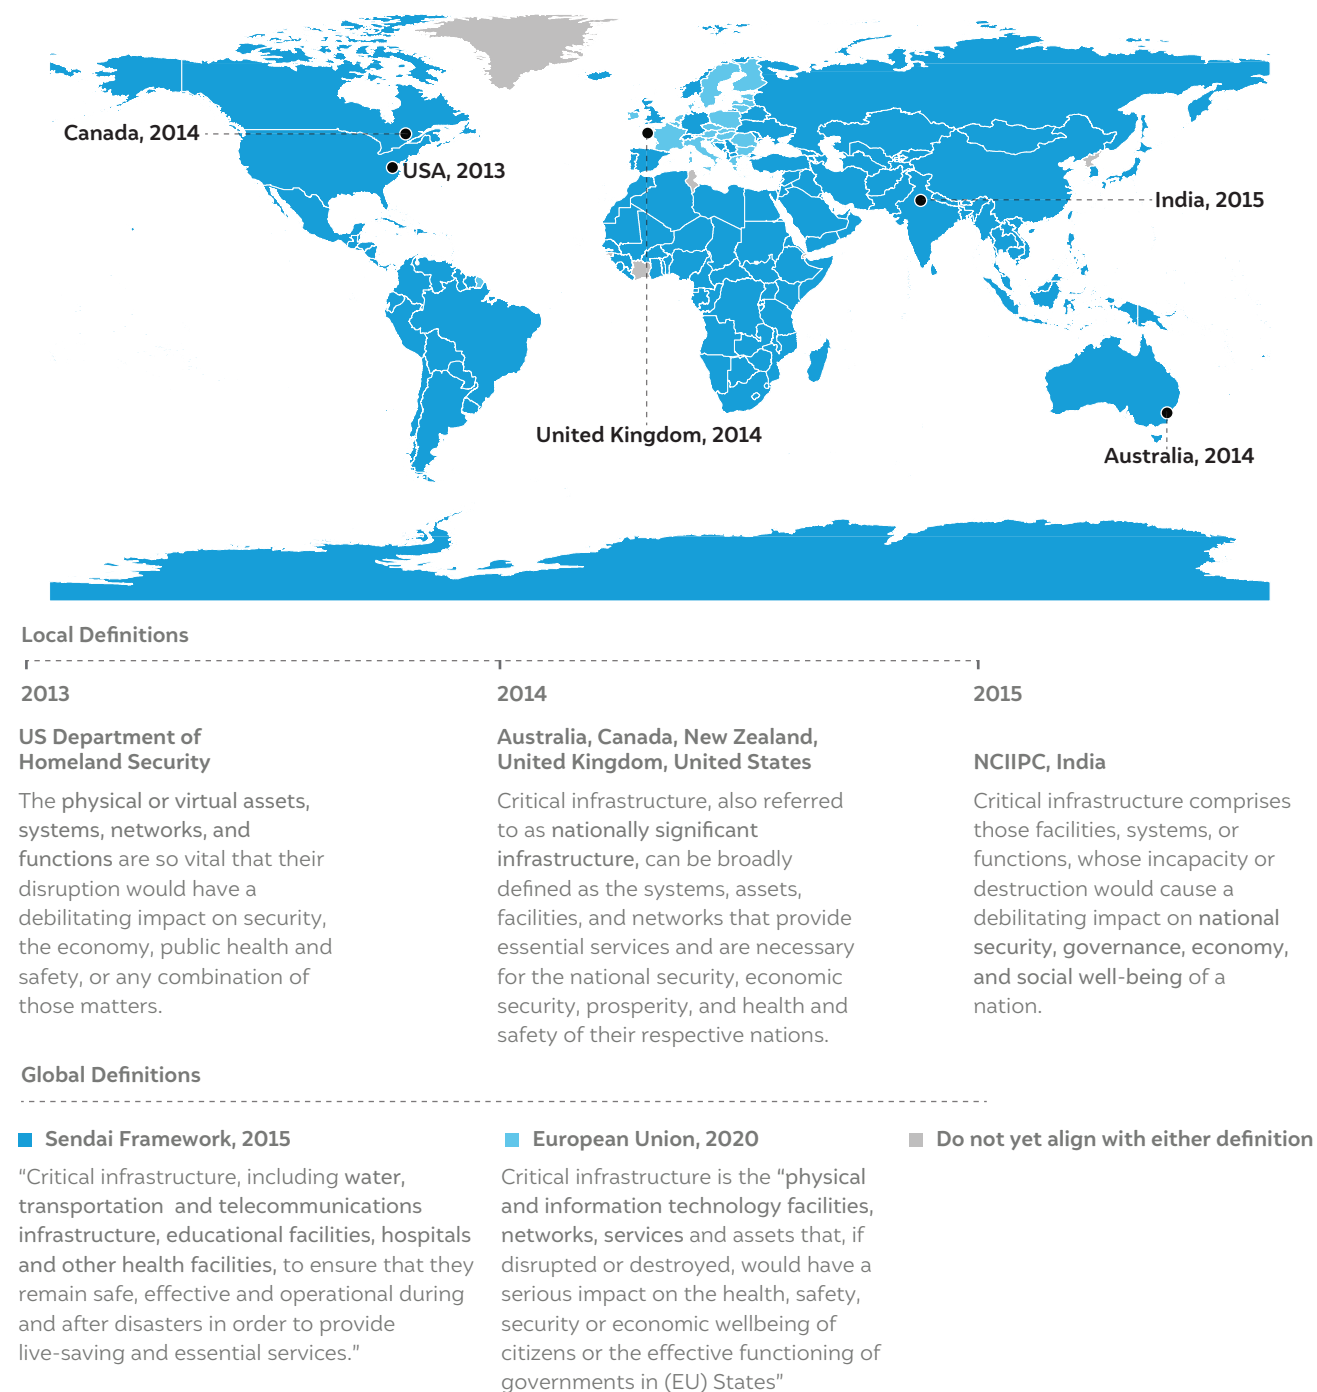 Canada, 2014
USA, 2013
India, 2015
United Kingdom, 2014
Australia, 2014
Local Definitions
2013
US Department of
Homeland Security
The physical or virtual assets,
systems, networks, and
functions are so vital that their
disruption would have a
debilitating impact on security,
the economy, public health and
safety, or any combination of
those matters.
2014
Australia, Canada, New Zealand,
United Kingdom, United States
Critical infrastructure, also referred
to as nationally significant
infrastructure, can be broadly
defined as the systems, assets,
facilities, and networks that provide
essential services and are necessary
for the national security, economic
security, prosperity, and health and
safety of their respective nations.
2015
NCIIPC, India
Critical infrastructure comprises
those facilities, systems, or
functions, whose incapacity or
destruction would cause a
debilitating impact on national
security, governance, economy,
and social well-being of a
nation.
Global Definitions
Sendai Framework, 2015
“Critical infrastructure, including water,
transportation and telecommunications
infrastructure, educational facilities, hospitals
and other health facilities, to ensure that they
remain safe, effective and operational during
and after disasters in order to provide
live-saving and essential services.”
European Union, 2020
Critical infrastructure is the “physical
and information technology facilities,
networks, services and assets that, if
disrupted or destroyed, would have a
serious impact on the health, safety,
security or economic wellbeing of
citizens or the effective functioning of
governments in (EU) States”
Do not yet align with either definition